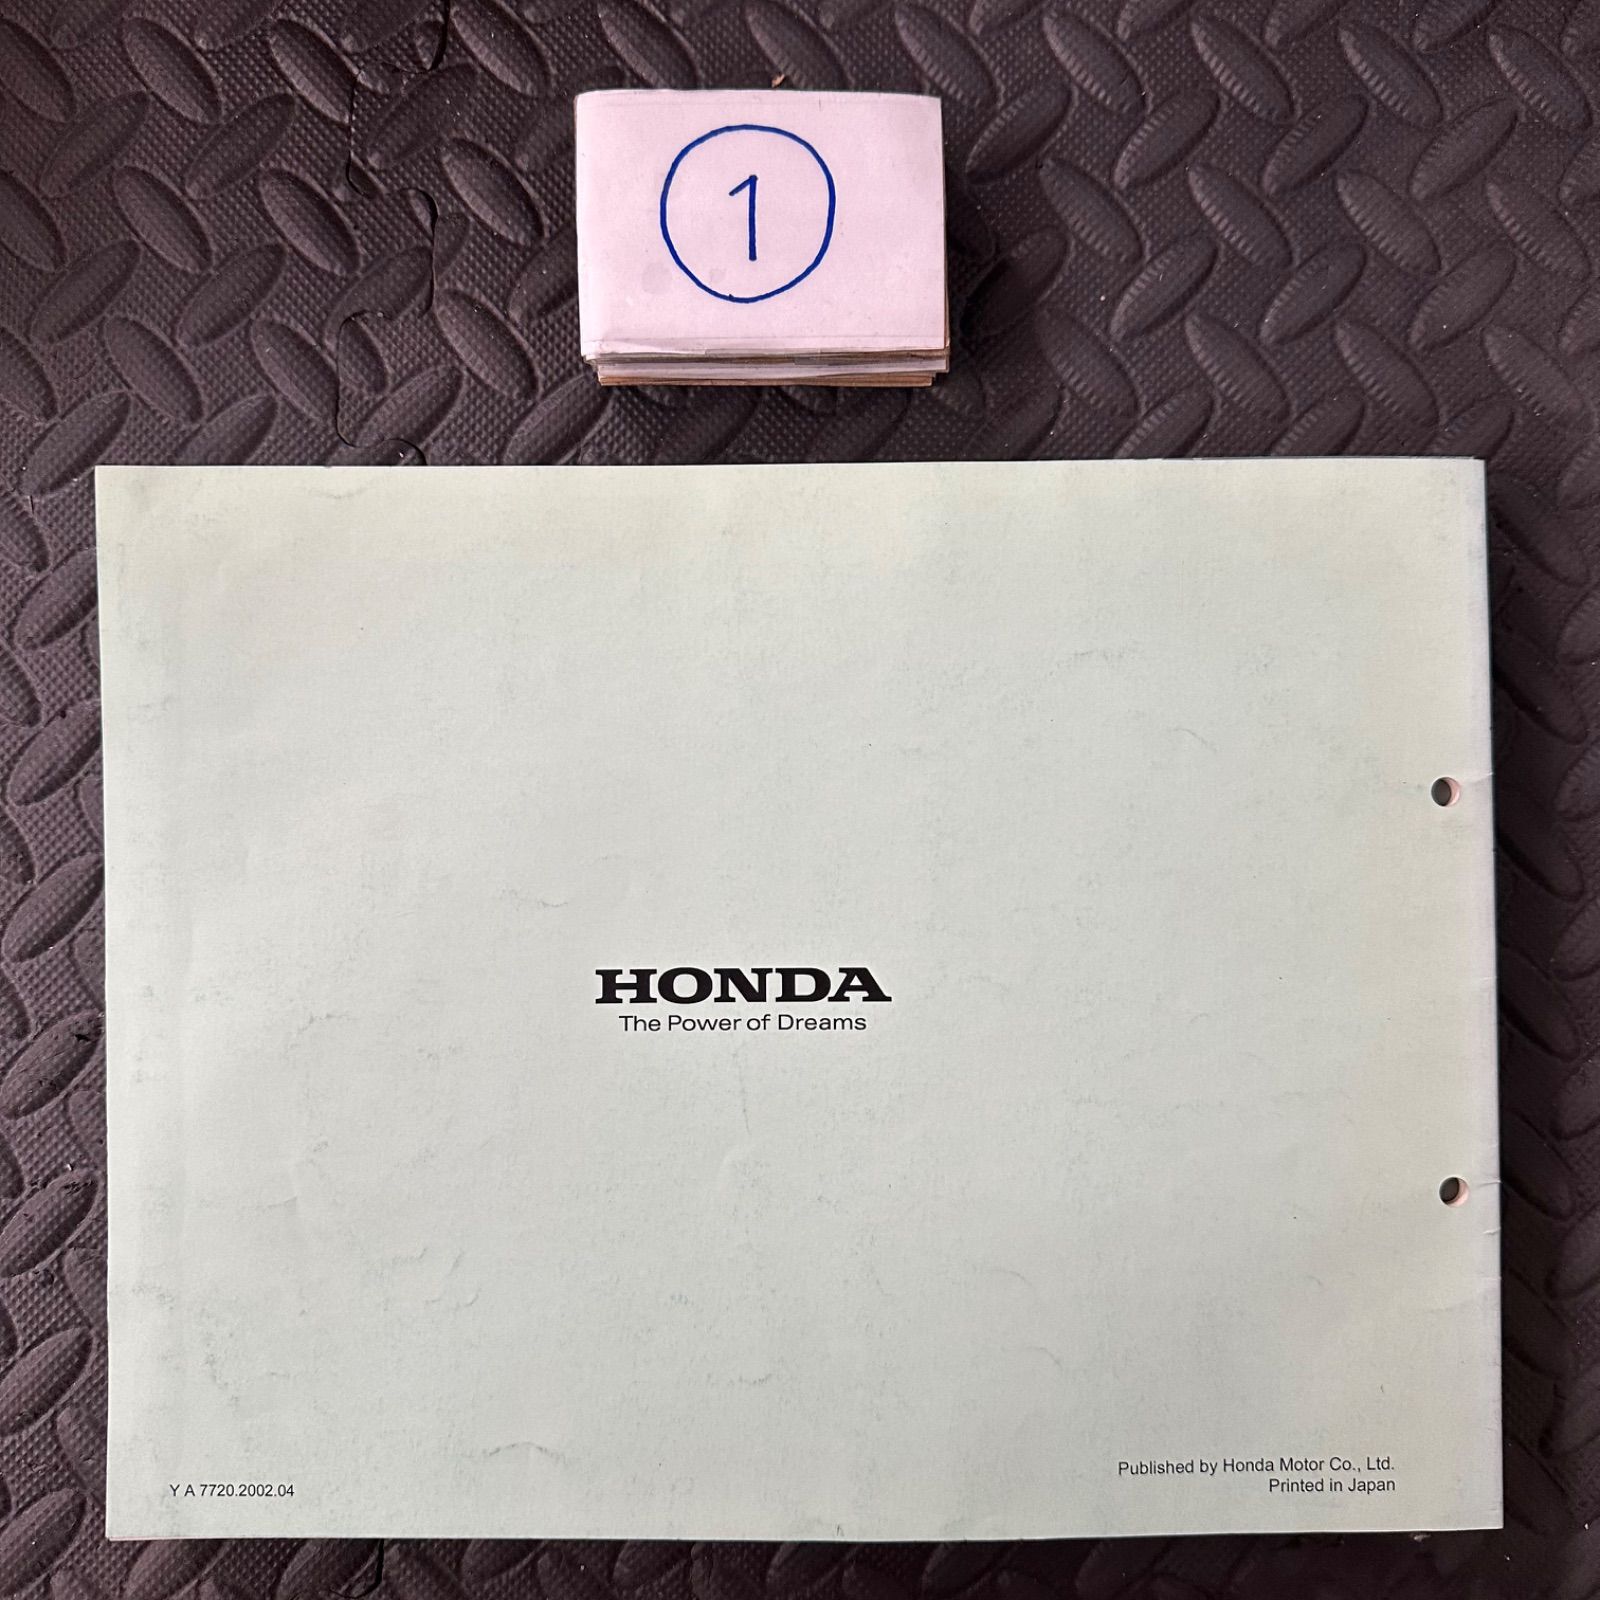 1
HONDA
The Power of Dreams
Published by Honda Motor Co., Ltd.
Printed in Japan
Y A 7720.2002.04